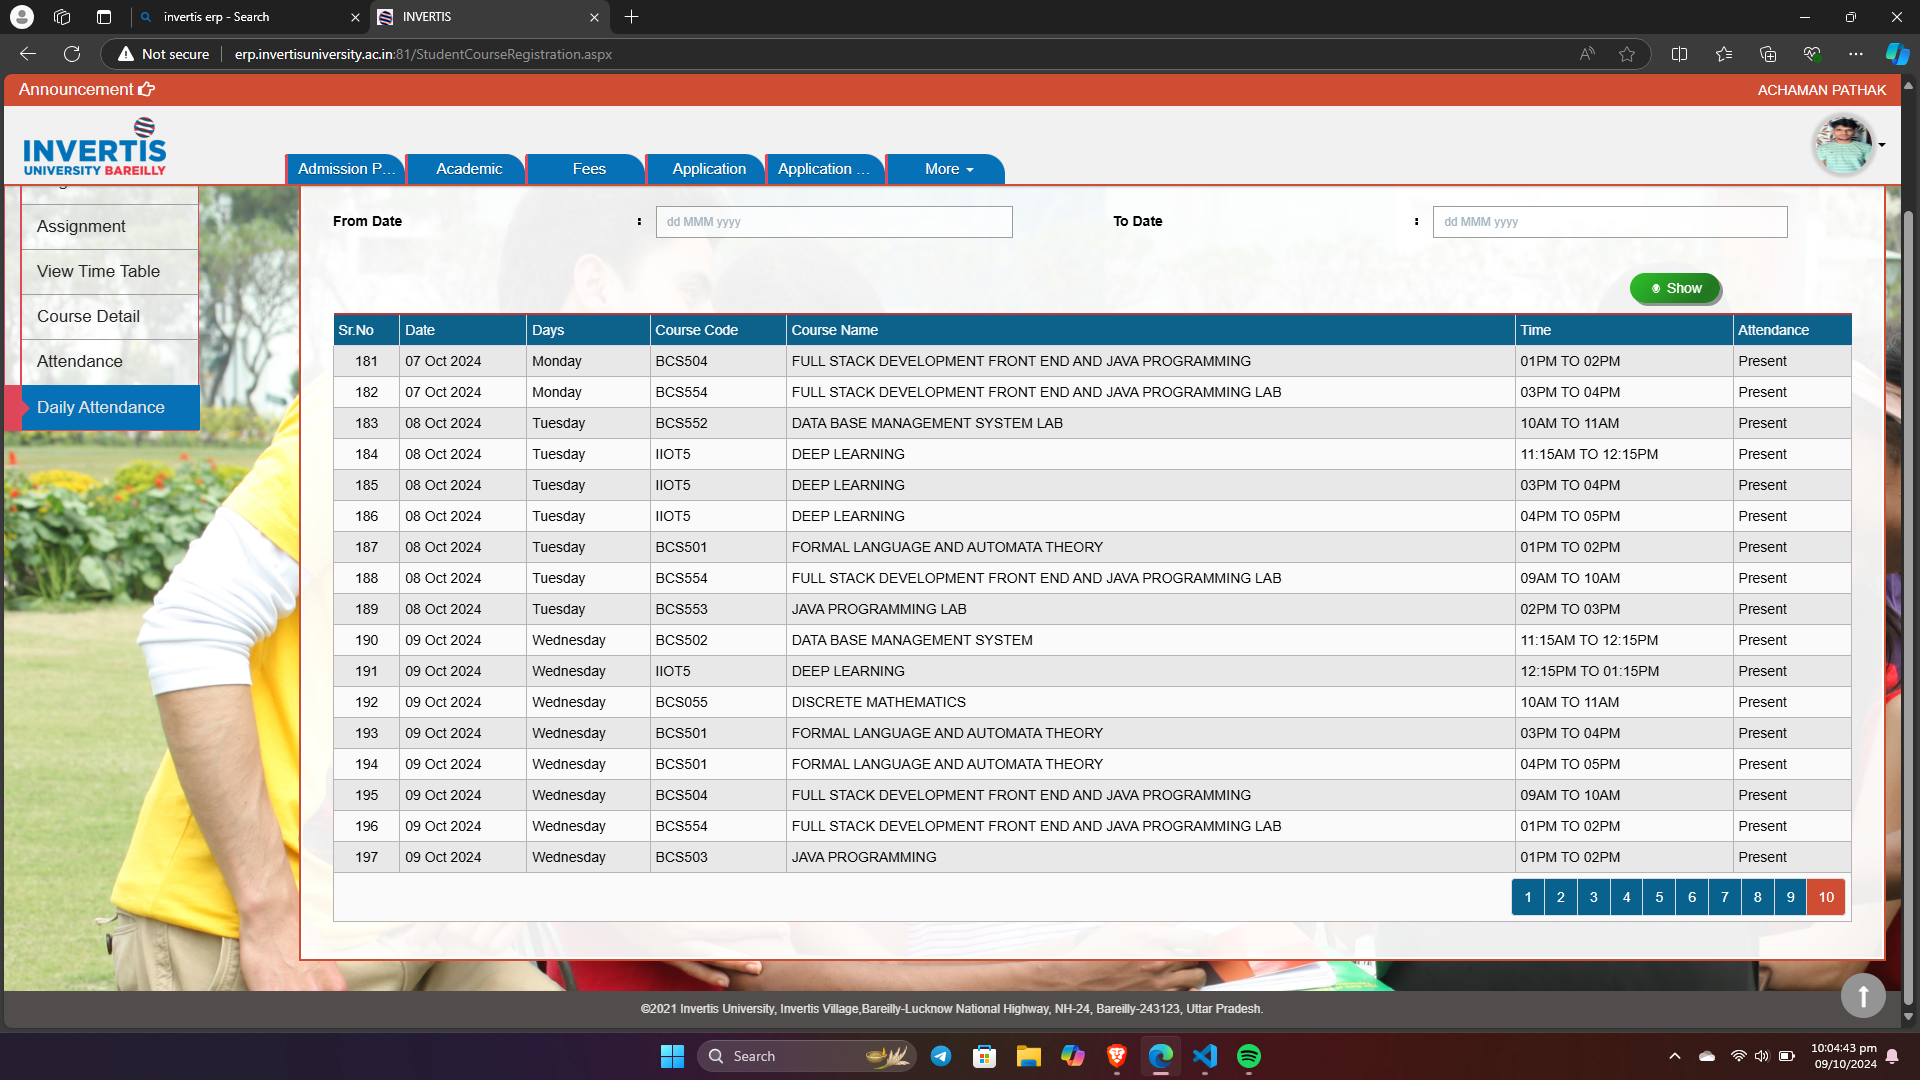 invertis erp - Search
INVERTIS
Not secure
erp.invertisuniversity.ac.in:81/StudentCourseRegistration.aspx
Announcement
ACHAMAN PATHAK
INVERTIS
UNIVERSITY BAREILLY
Admission P...
Academic
Fees
Application
Application ...
More
Assignment
View Time Table
Course Detail
Attendance
Daily Attendance
From Date : dd MMM yyyy To Date : dd MMM yyyy
Show
Sr.No Date Days Course Code Course Name Time Attendance
181 07 Oct 2024 Monday BCS504 FULL STACK DEVELOPMENT FRONT END AND JAVA PROGRAMMING 01PM TO 02PM Present
182 07 Oct 2024 Monday BCS554 FULL STACK DEVELOPMENT FRONT END AND JAVA PROGRAMMING LAB 03PM TO 04PM Present
183 08 Oct 2024 Tuesday BCS552 DATA BASE MANAGEMENT SYSTEM LAB 10AM TO 11AM Present
184 08 Oct 2024 Tuesday IIOT5 DEEP LEARNING 11:15AM TO 12:15PM Present
185 08 Oct 2024 Tuesday IIOT5 DEEP LEARNING 03PM TO 04PM Present
186 08 Oct 2024 Tuesday IIOT5 DEEP LEARNING 04PM TO 05PM Present
187 08 Oct 2024 Tuesday BCS501 FORMAL LANGUAGE AND AUTOMATA THEORY 01PM TO 02PM Present
188 08 Oct 2024 Tuesday BCS554 FULL STACK DEVELOPMENT FRONT END AND JAVA PROGRAMMING LAB 09AM TO 10AM Present
189 08 Oct 2024 Tuesday BCS553 JAVA PROGRAMMING LAB 02PM TO 03PM Present
190 09 Oct 2024 Wednesday BCS502 DATA BASE MANAGEMENT SYSTEM 11:15AM TO 12:15PM Present
191 09 Oct 2024 Wednesday IIOT5 DEEP LEARNING 12:15PM TO 01:15PM Present
192 09 Oct 2024 Wednesday BCS055 DISCRETE MATHEMATICS 10AM TO 11AM Present
193 09 Oct 2024 Wednesday BCS501 FORMAL LANGUAGE AND AUTOMATA THEORY 03PM TO 04PM Present
194 09 Oct 2024 Wednesday BCS501 FORMAL LANGUAGE AND AUTOMATA THEORY 04PM TO 05PM Present
195 09 Oct 2024 Wednesday BCS504 FULL STACK DEVELOPMENT FRONT END AND JAVA PROGRAMMING 09AM TO 10AM Present
196 09 Oct 2024 Wednesday BCS554 FULL STACK DEVELOPMENT FRONT END AND JAVA PROGRAMMING LAB 01PM TO 02PM Present
197 09 Oct 2024 Wednesday BCS503 JAVA PROGRAMMING 01PM TO 02PM Present
1 2 3 4 5 6 7 8 9 10
©2021 Invertis University, Invertis Village,Bareilly-Lucknow National Highway, NH-24, Bareilly-243123, Uttar Pradesh.
Search
10:04:43 pm
09/10/2024